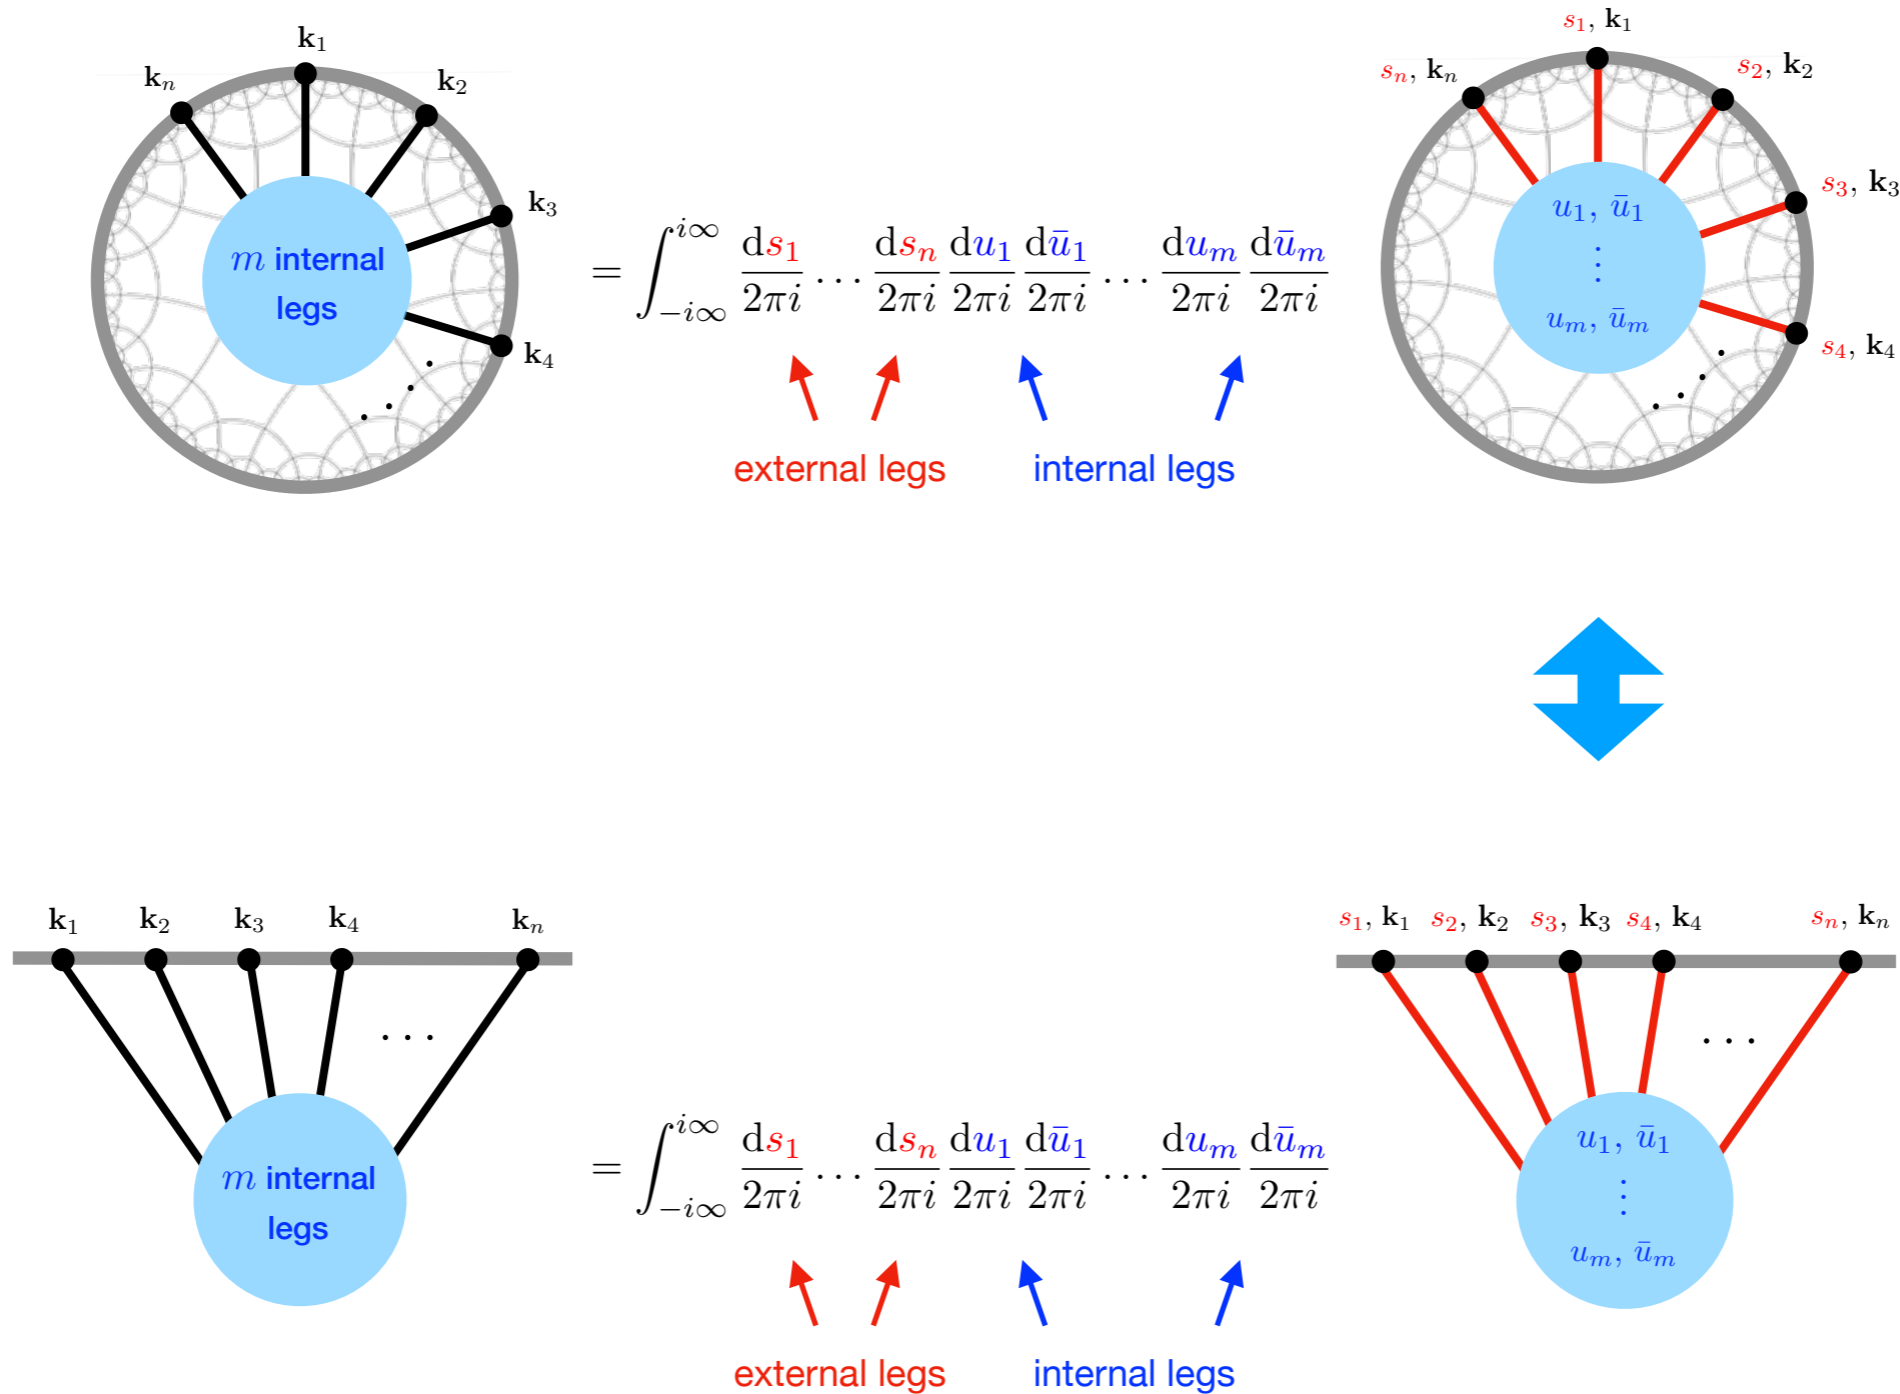 k₁
kₙ
k₂
k₃
k₄
m internal
legs
= ∫_{-i∞}^{i∞} ds₁/2πi ⋯ dsₙ/2πi du₁/2πi dū₁/2πi ⋯ duₘ/2πi dūₘ/2πi
external legs
internal legs
s₁, k₁
sₙ, kₙ
s₂, k₂
s₃, k₃
s₄, k₄
u₁, ū₁
⋮
uₘ, ūₘ
k₁ k₂ k₃ k₄ kₙ
⋯
m internal
legs
= ∫_{-i∞}^{i∞} ds₁/2πi ⋯ dsₙ/2πi du₁/2πi dū₁/2πi ⋯ duₘ/2πi dūₘ/2πi
external legs
internal legs
s₁, k₁ s₂, k₂ s₃, k₃ s₄, k₄ sₙ, kₙ
⋯
u₁, ū₁
⋮
uₘ, ūₘ